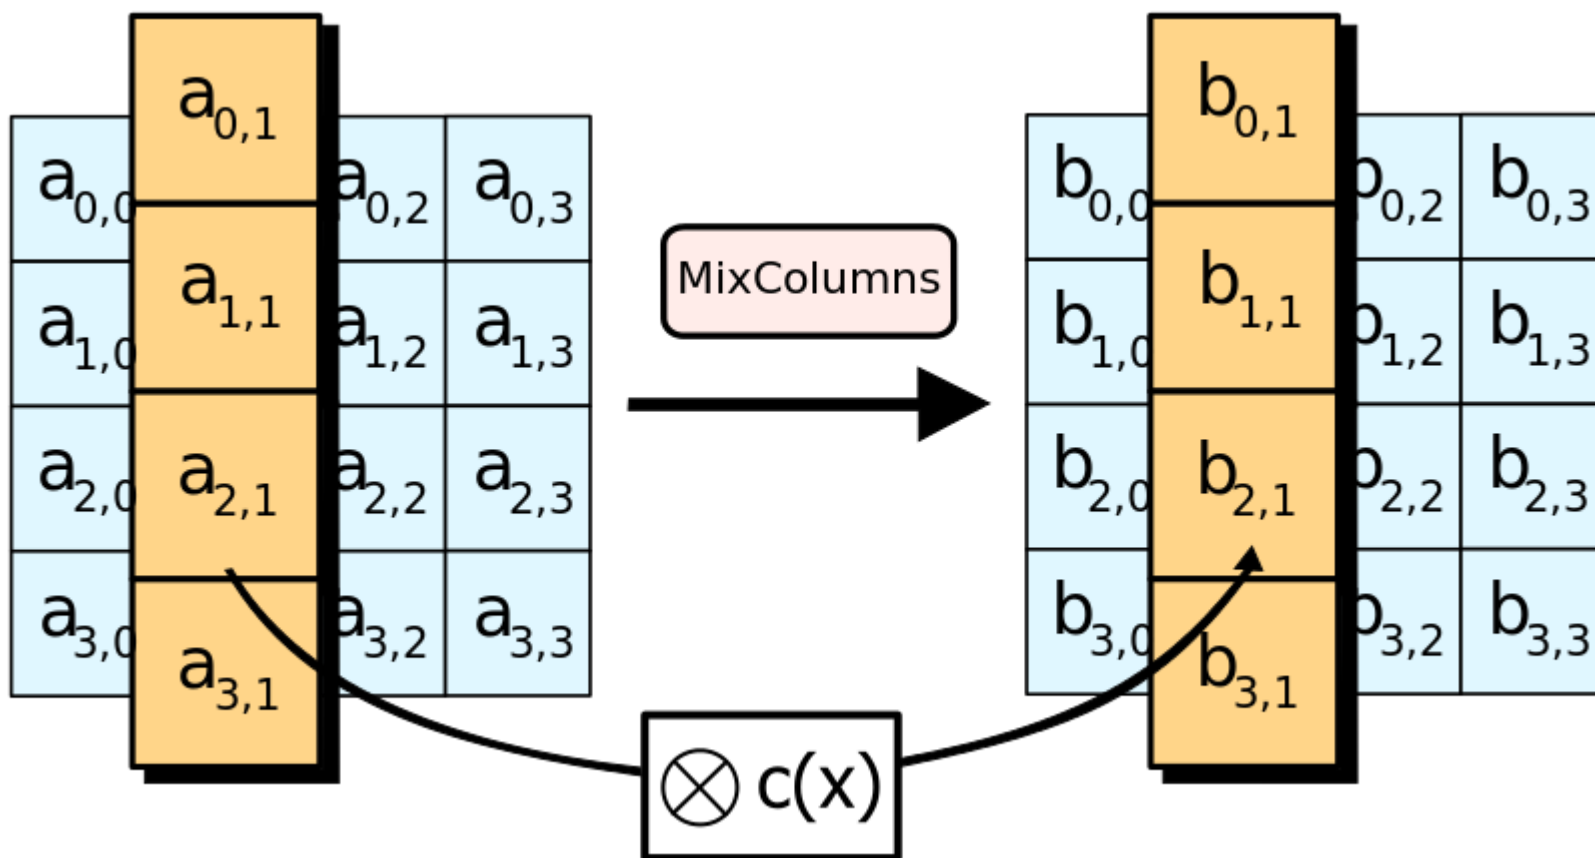 a0,1
a0,0 a0,2 a0,3
a1,1
a1,0 a1,2 a1,3
a2,1
a2,0 a2,2 a2,3
a3,0 a3,2 a3,3
a3,1
MixColumns
⊗ c(x)
b0,1
b0,0 b0,2 b0,3
b1,1
b1,0 b1,2 b1,3
b2,1
b2,0 b2,2 b2,3
b3,0 b3,2 b3,3
b3,1